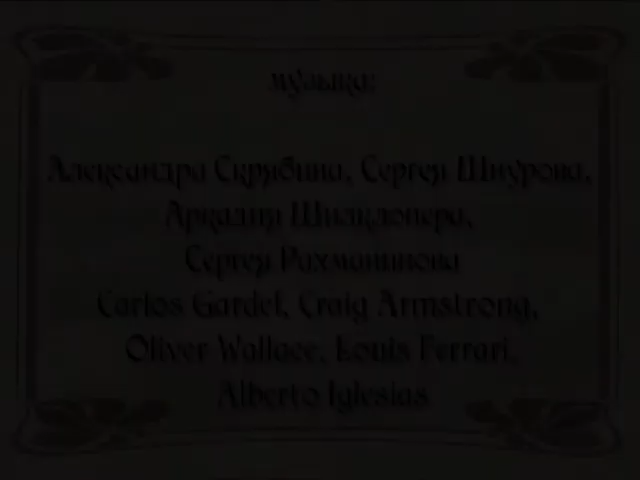 музыка:
Александра Скрябина, Сергея Шнурова,
Аркадия Шилклопера,
Сергея Рахманинова
Carlos Gardel, Craig Armstrong,
Oliver Wallace, Louis Ferrari,
Alberto Iglesias